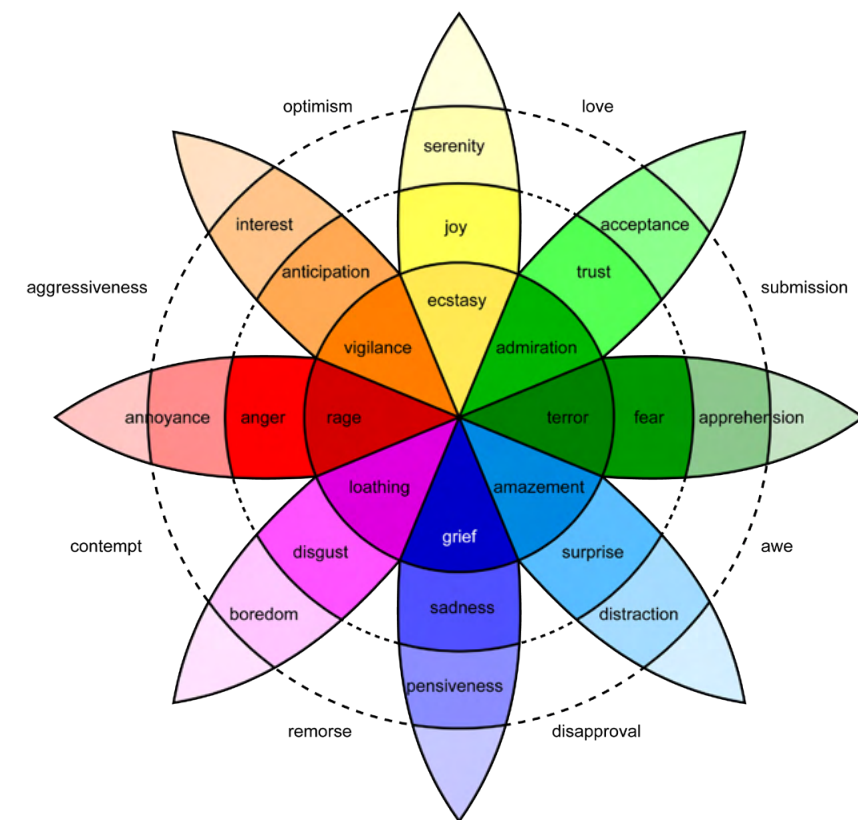 optimism
love
serenity
interest
joy
acceptance
anticipation
trust
aggressiveness
ecstasy
submission
vigilance
admiration
annoyance
anger
rage
terror
fear
apprehension
loathing
amazement
grief
contempt
disgust
surprise
awe
boredom
sadness
distraction
pensiveness
remorse
disapproval